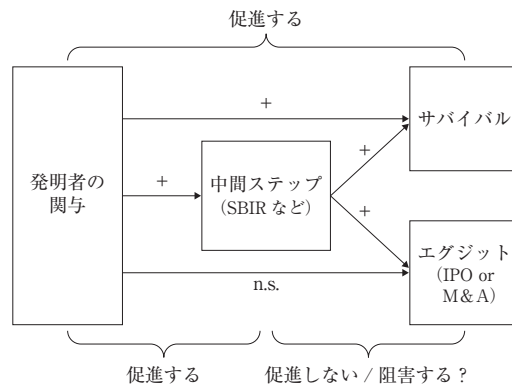 促進する
+
サバイバル
+
発明者の
関与
+
中間ステップ
（SBIR など）
+
エグジット
（IPO or
M＆A）
n.s.
促進する
促進しない / 阻害する？